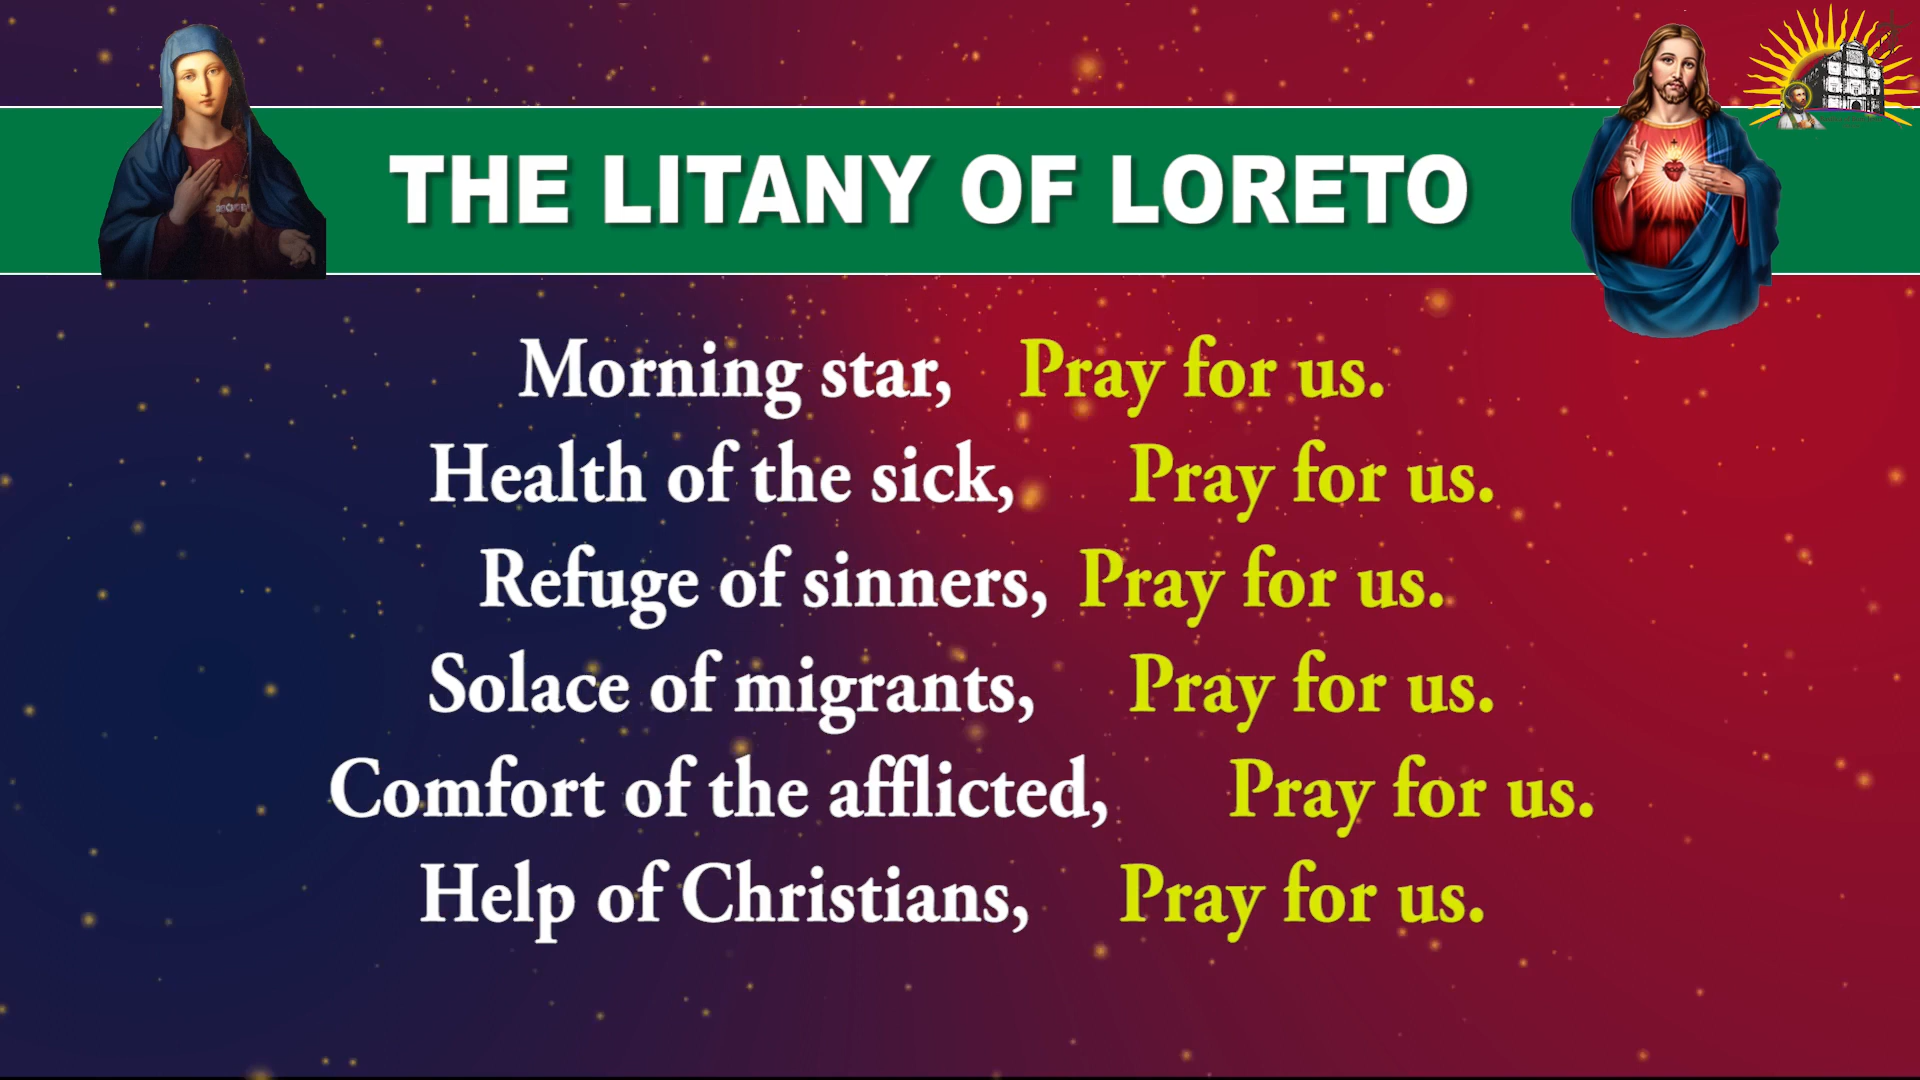 THE LITANY OF LORETO
Morning star, Pray for us.
Health of the sick, Pray for us.
Refuge of sinners, Pray for us.
Solace of migrants, Pray for us.
Comfort of the afflicted, Pray for us.
Help of Christians, Pray for us.